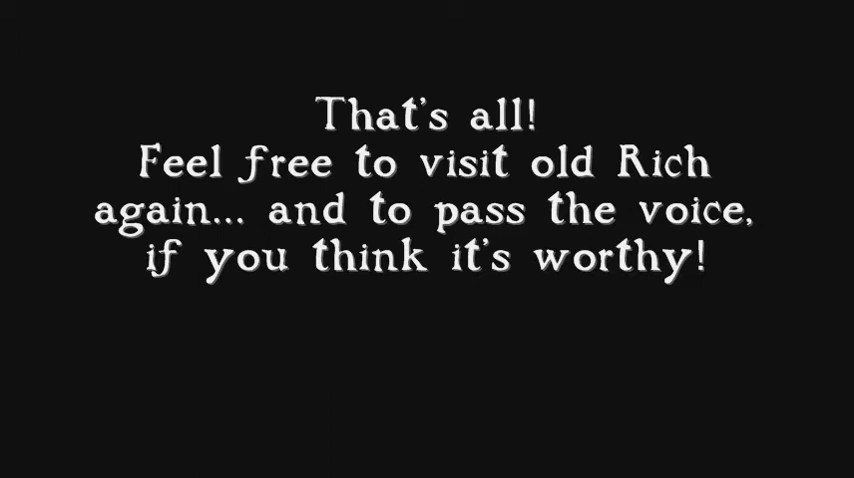 That's all!
Feel free to visit old Rich
again... and to pass the voice,
if you think it's worthy!